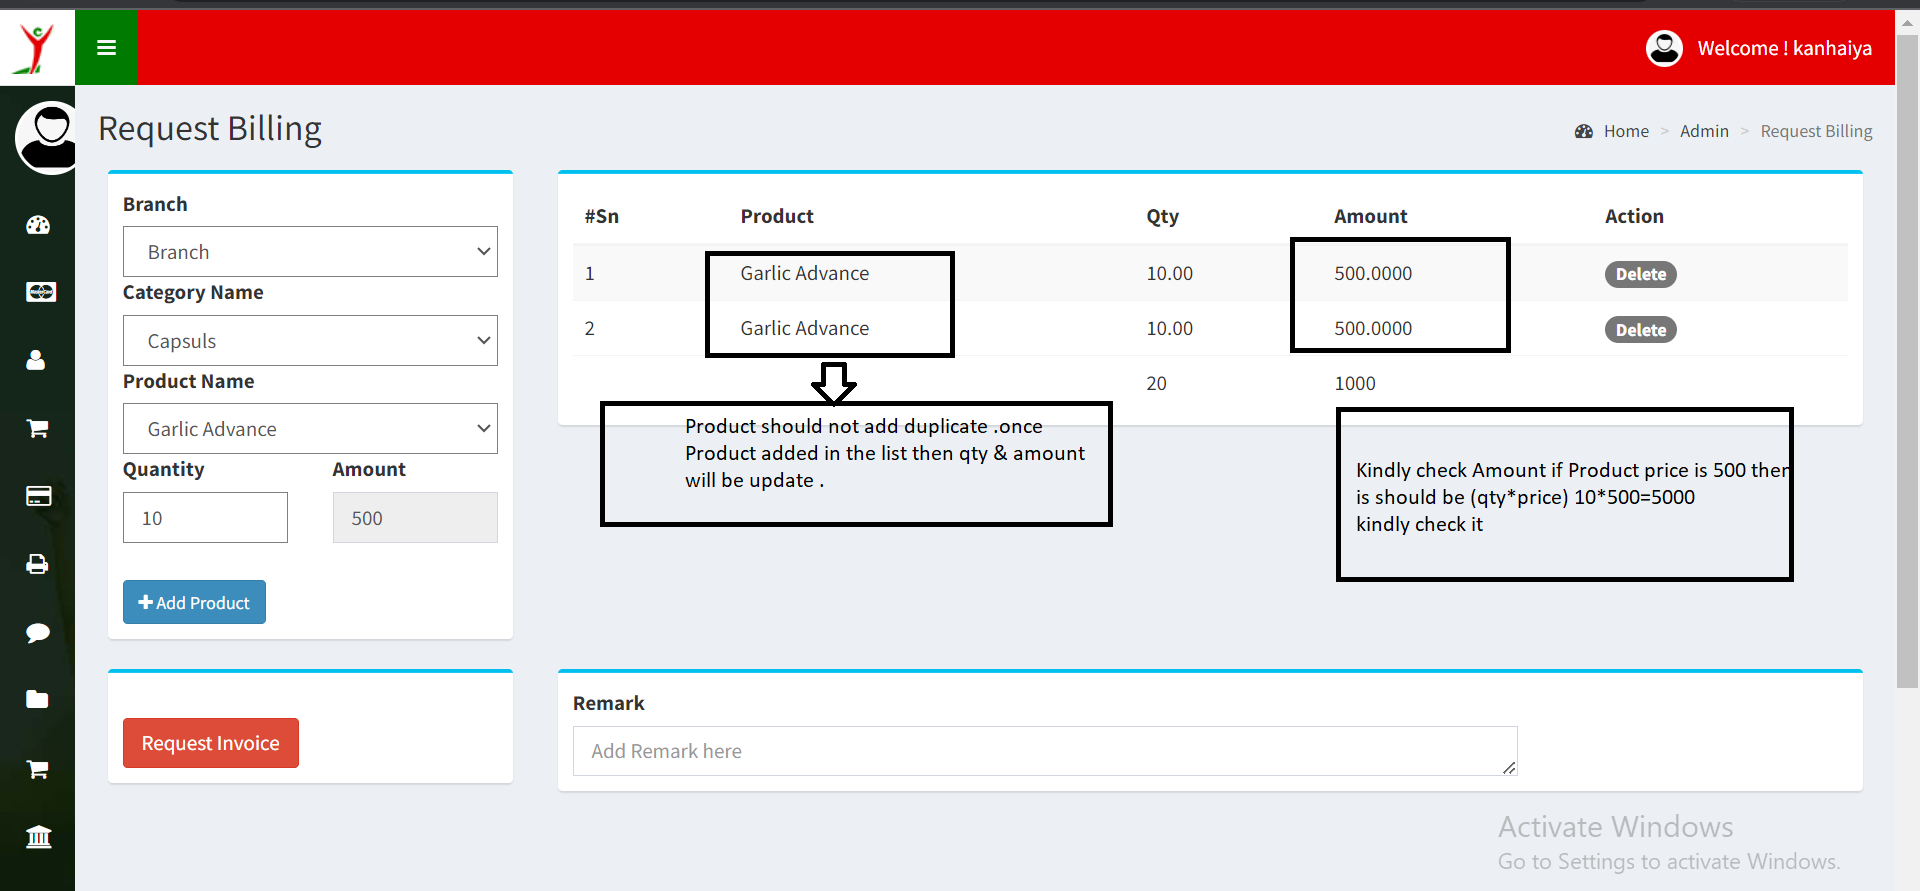 Welcome ! kanhaiya
Request Billing
Home > Admin > Request Billing
Branch
Branch
Category Name
Capsuls
Product Name
Garlic Advance
Quantity Amount
10 500
Add Product
#Sn Product Qty Amount Action
1 Garlic Advance 10.00 500.0000 Delete
2 Garlic Advance 10.00 500.0000 Delete
20 1000
Product should not add duplicate .once
Product added in the list then qty & amount
will be update .
Kindly check Amount if Product price is 500 then
is should be (qty*price) 10*500=5000
kindly check it
Request Invoice
Remark
Add Remark here
Activate Windows
Go to Settings to activate Windows.